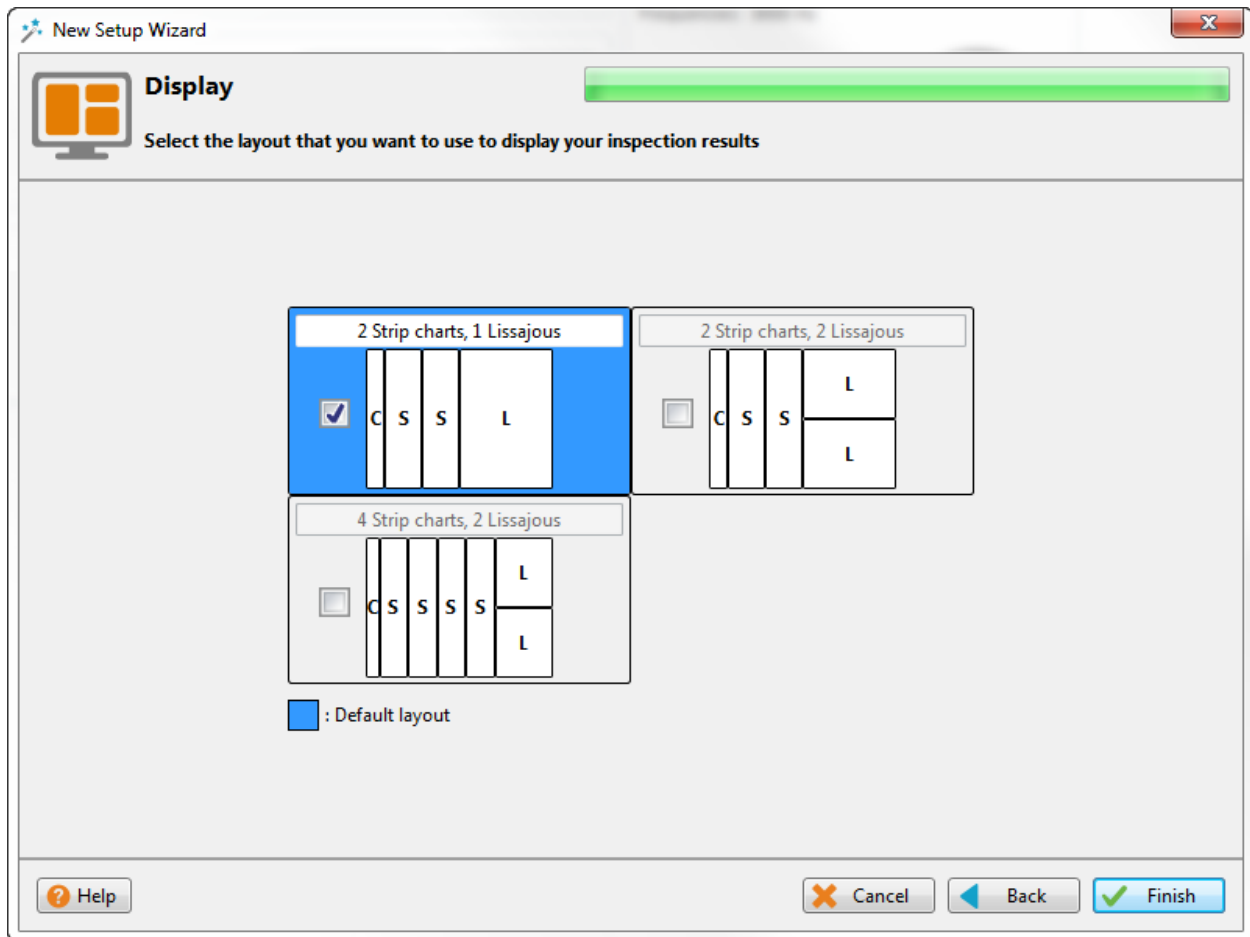 New Setup Wizard
Display
Select the layout that you want to use to display your inspection results
2 Strip charts, 1 Lissajous
C S S L
2 Strip charts, 2 Lissajous
C S S L
L
4 Strip charts, 2 Lissajous
C S S S S L
L
: Default layout
Help
Cancel
Back
Finish